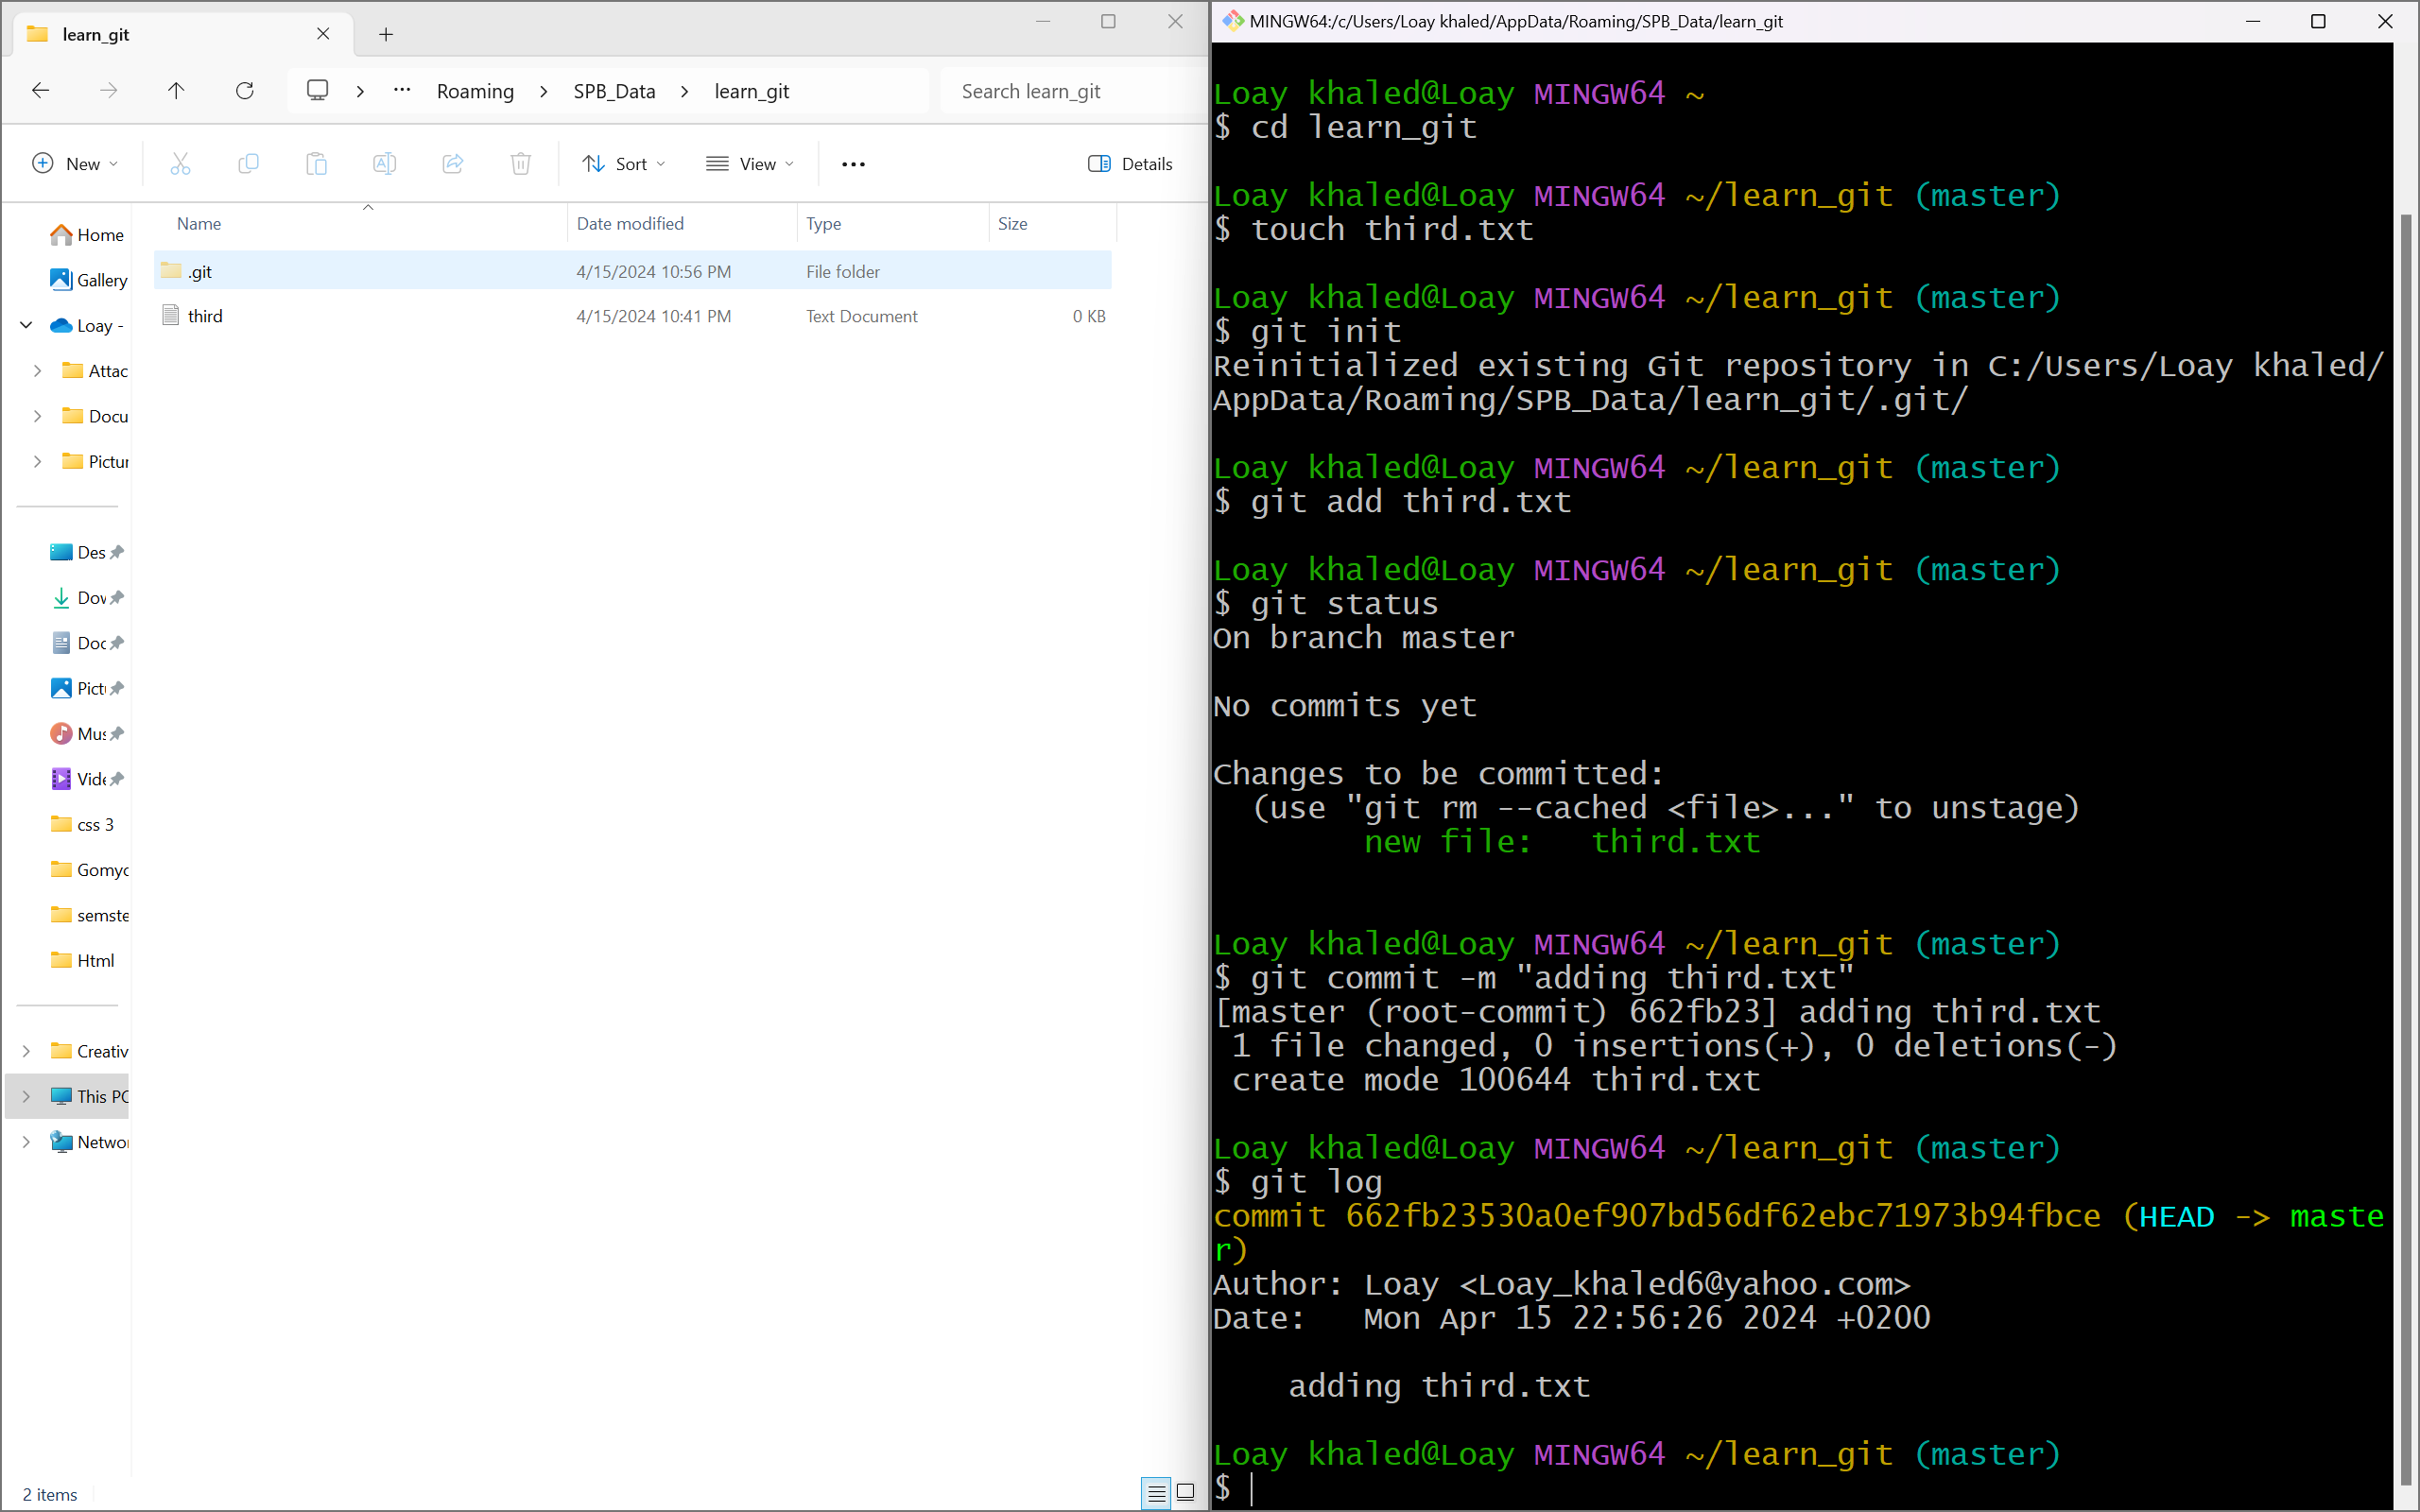 learn_git
Roaming > SPB_Data > learn_git
Search learn_git
New
Sort
View
Details
Name Date modified Type Size
.git 4/15/2024 10:56 PM File folder
third 4/15/2024 10:41 PM Text Document 0 KB
Home
Gallery
Loay -
Attac
Docu
Pictur
Des
Dov
Doc
Pict
Mus
Vide
css 3
Gomyc
semste
Html
Creativ
This PC
Networ
2 items
MINGW64:/c/Users/Loay khaled/AppData/Roaming/SPB_Data/learn_git
Loay khaled@Loay MINGW64 ~
$ cd learn_git
Loay khaled@Loay MINGW64 ~/learn_git (master)
$ touch third.txt
Loay khaled@Loay MINGW64 ~/learn_git (master)
$ git init
Reinitialized existing Git repository in C:/Users/Loay khaled/
AppData/Roaming/SPB_Data/learn_git/.git/
Loay khaled@Loay MINGW64 ~/learn_git (master)
$ git add third.txt
Loay khaled@Loay MINGW64 ~/learn_git (master)
$ git status
On branch master
No commits yet
Changes to be committed:
(use "git rm --cached <file>..." to unstage)
new file: third.txt
Loay khaled@Loay MINGW64 ~/learn_git (master)
$ git commit -m "adding third.txt"
[master (root-commit) 662fb23] adding third.txt
1 file changed, 0 insertions(+), 0 deletions(-)
create mode 100644 third.txt
Loay khaled@Loay MINGW64 ~/learn_git (master)
$ git log
commit 662fb23530a0ef907bd56df62ebc71973b94fbce (HEAD -> maste
r)
Author: Loay <Loay_khaled6@yahoo.com>
Date: Mon Apr 15 22:56:26 2024 +0200
adding third.txt
Loay khaled@Loay MINGW64 ~/learn_git (master)
$